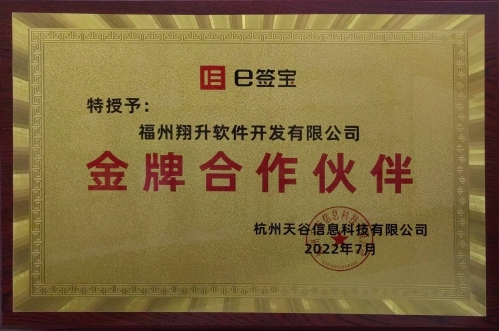 e签宝
特授予：
福州翔升软件开发有限公司
金牌合作伙伴
杭州天谷信息科技有限公司
2022年7月